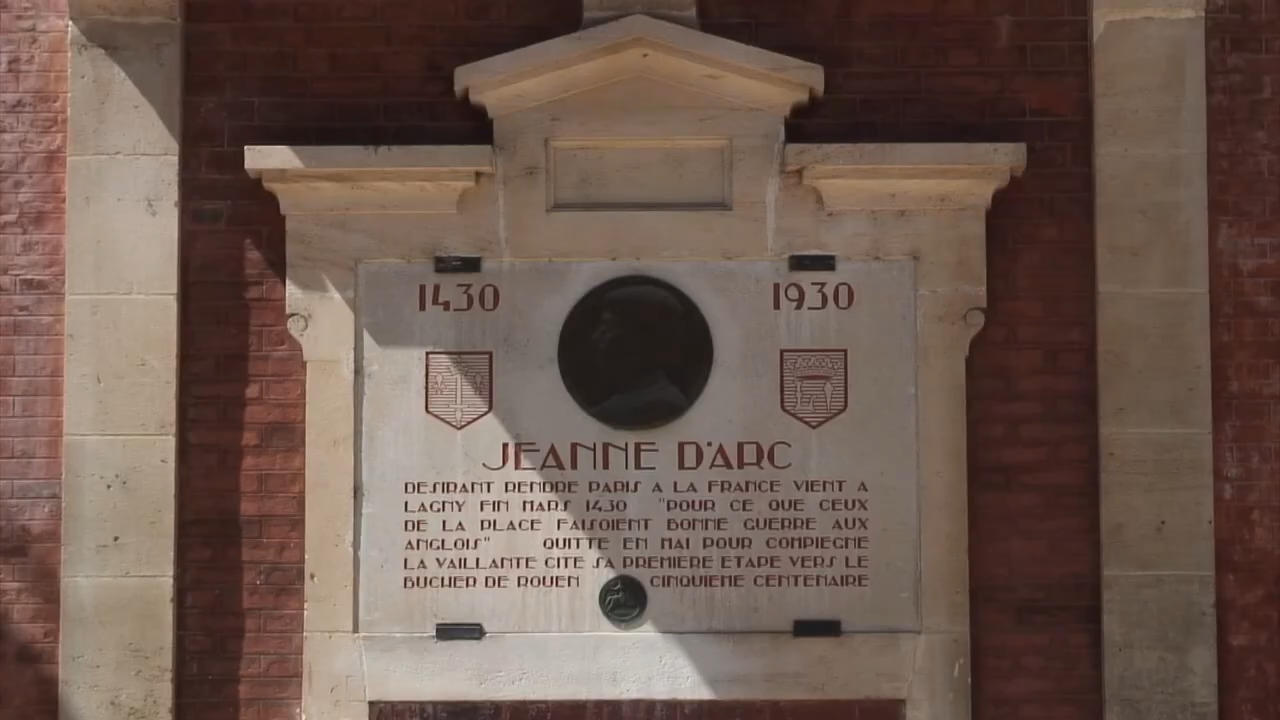 1430 1930
JEANNE D'ARC
DESIRANT RENDRE PARIS A LA FRANCE VIENT A
LAGNY FIN MARS 1430 "POUR CE QUE CEUX
DE LA PLACE FAISOIENT BONNE GUERRE AUX
ANGLOIS" QUITTE EN MAI POUR COMPIEGNE
LA VAILLANTE CITE SA PREMIERE ETAPE VERS LE
BUCHER DE ROUEN CINQUIEME CENTENAIRE